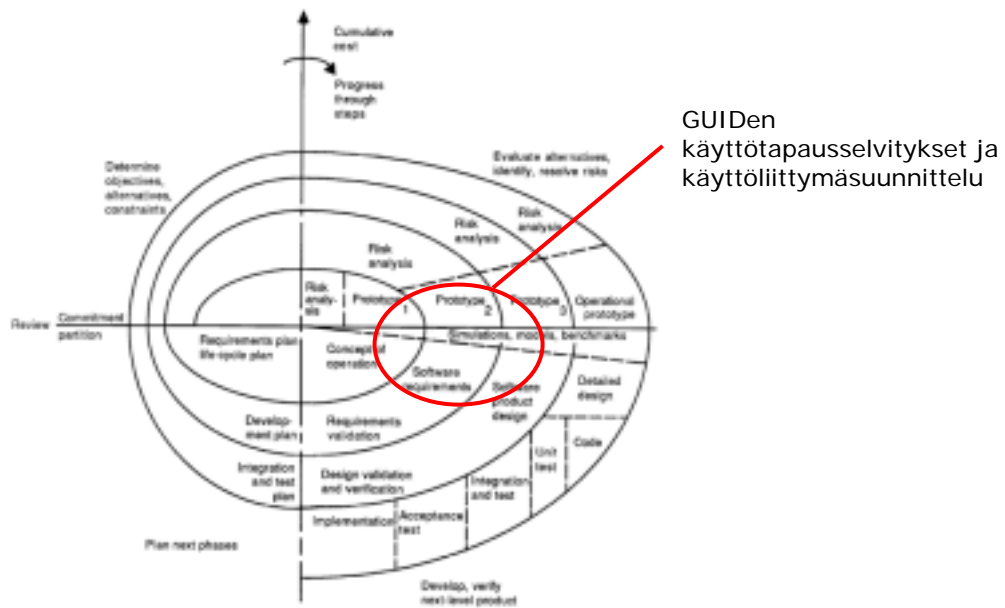 Cumulative
cost
Progress
through
steps
GUIDen
käyttötapausselvitykset ja
käyttöliittymäsuunnittelu
Determine
objectives,
alternatives,
constraints
Evaluate alternatives,
identify, resolve risks
Risk
analysis
Risk
analysis
Risk
analysis
Risk
analy-
sis
Prototype
1
Prototype
2
Prototype
3
Operational
prototype
Review
Commitment
partition
Simulations, models, benchmarks
Requirements plan
life-cycle plan
Concept of
operation
Software
requirements
Software
product
design
Detailed
design
Develop-
ment plan
Requirements
validation
Code
Unit
test
Integration
and test
plan
Design validation
and verification
Integration
and test
Implementation
Acceptance
test
Plan next phases
Develop, verify
next-level product